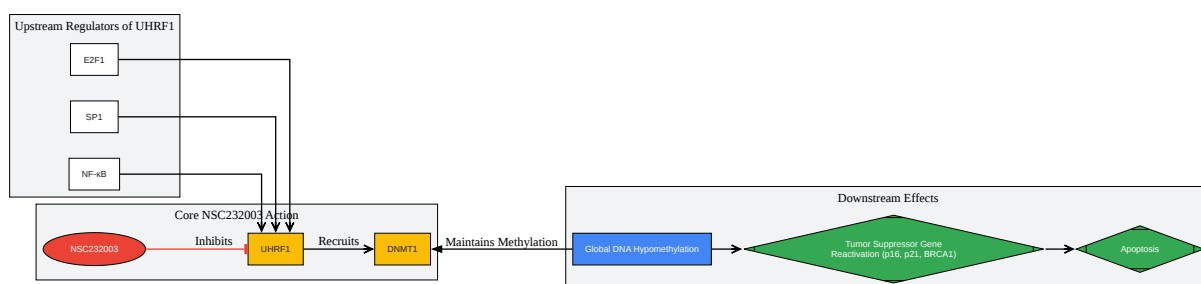 Upstream Regulators of UHRF1
E2F1
SP1
NF-κB
Core NSC232003 Action
NSC232003
Inhibits
UHRF1
Recruits
DNMT1
Maintains Methylation
Downstream Effects
Global DNA Hypomethylation
Tumor Suppressor Gene
Reactivation (p16, p21, BRCA1)
Apoptosis